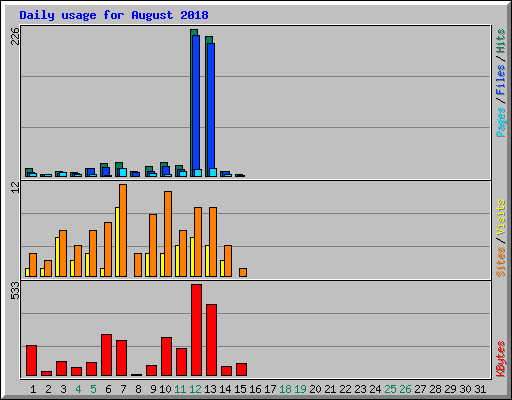 Daily usage for August 2018
226
12
533
Pages / Files / Hits
Sites / Visits
KBytes
1 2 3 4 5 6 7 8 9 10 11 12 13 14 15 16 17 18 19 20 21 22 23 24 25 26 27 28 29 30 31